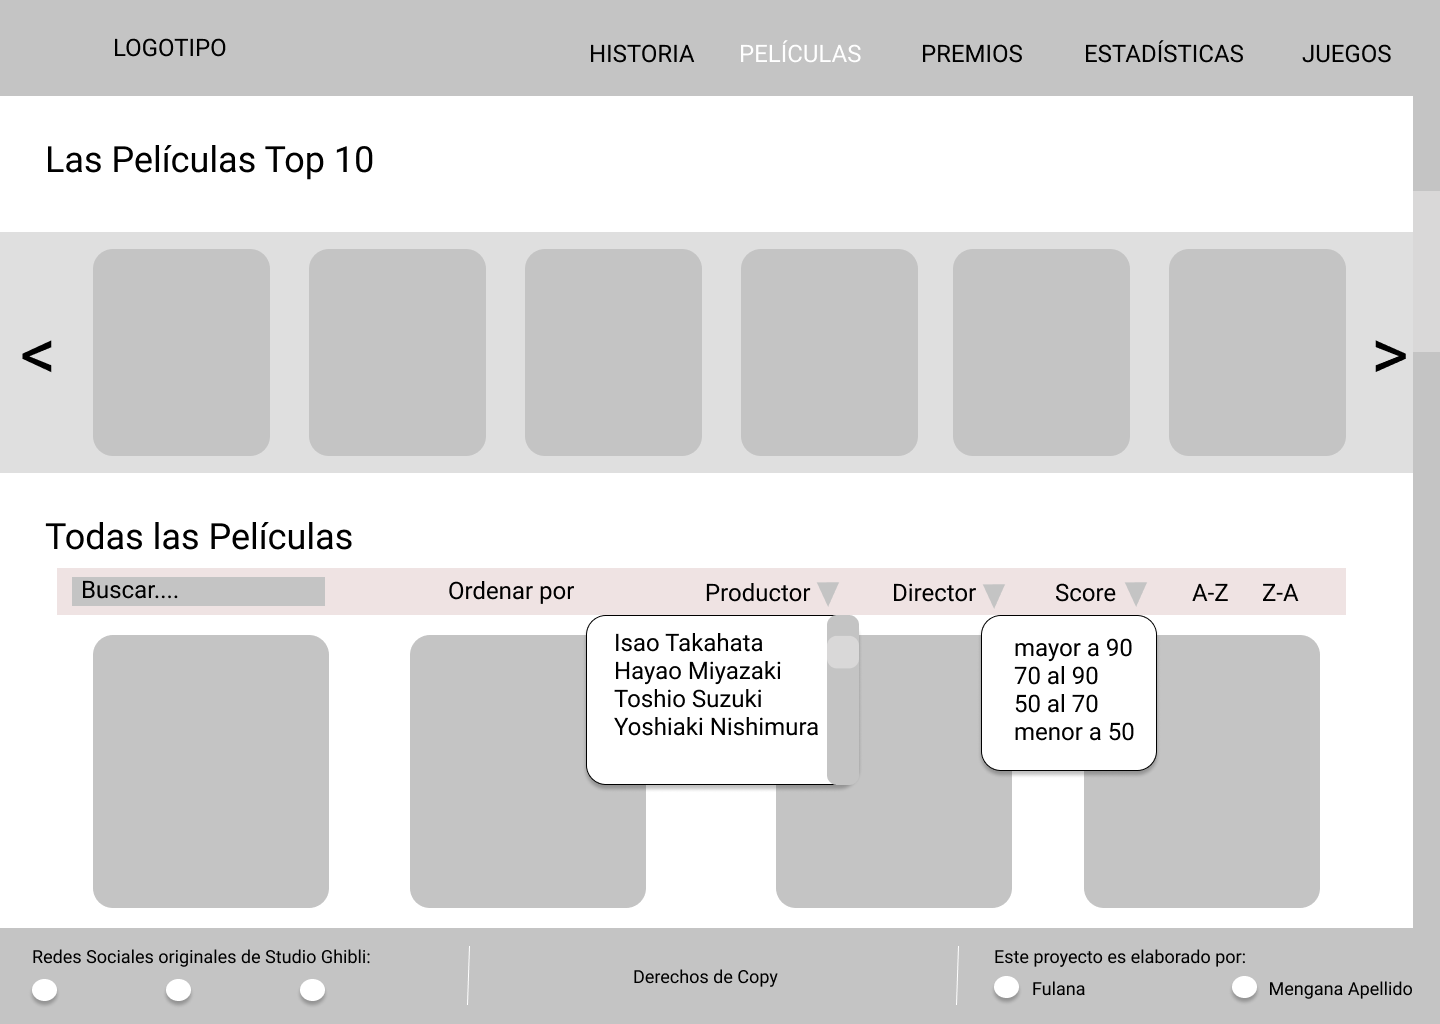 LOGOTIPO
HISTORIA PELÍCULAS PREMIOS ESTADÍSTICAS JUEGOS
Las Películas Top 10
< >
Todas las Películas
Buscar.... Ordenar por Productor Director Score A-Z Z-A
Isao Takahata
Hayao Miyazaki
Toshio Suzuki
Yoshiaki Nishimura
mayor a 90
70 al 90
50 al 70
menor a 50
Redes Sociales originales de Studio Ghibli:
Derechos de Copy
Este proyecto es elaborado por:
Fulana Mengana Apellido